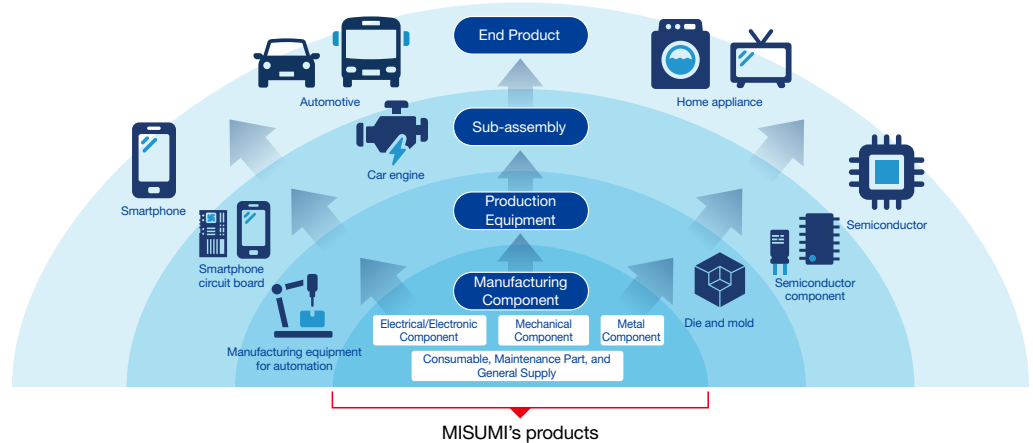 End Product
Automotive
Home appliance
Sub-assembly
Car engine
Smartphone
Semiconductor
Production
Equipment
Smartphone
circuit board
Semiconductor
component
Manufacturing
Component
Die and mold
Electrical/Electronic
Component
Mechanical
Component
Metal
Component
Manufacturing equipment
for automation
Consumable, Maintenance Part, and
General Supply
MISUMI's products